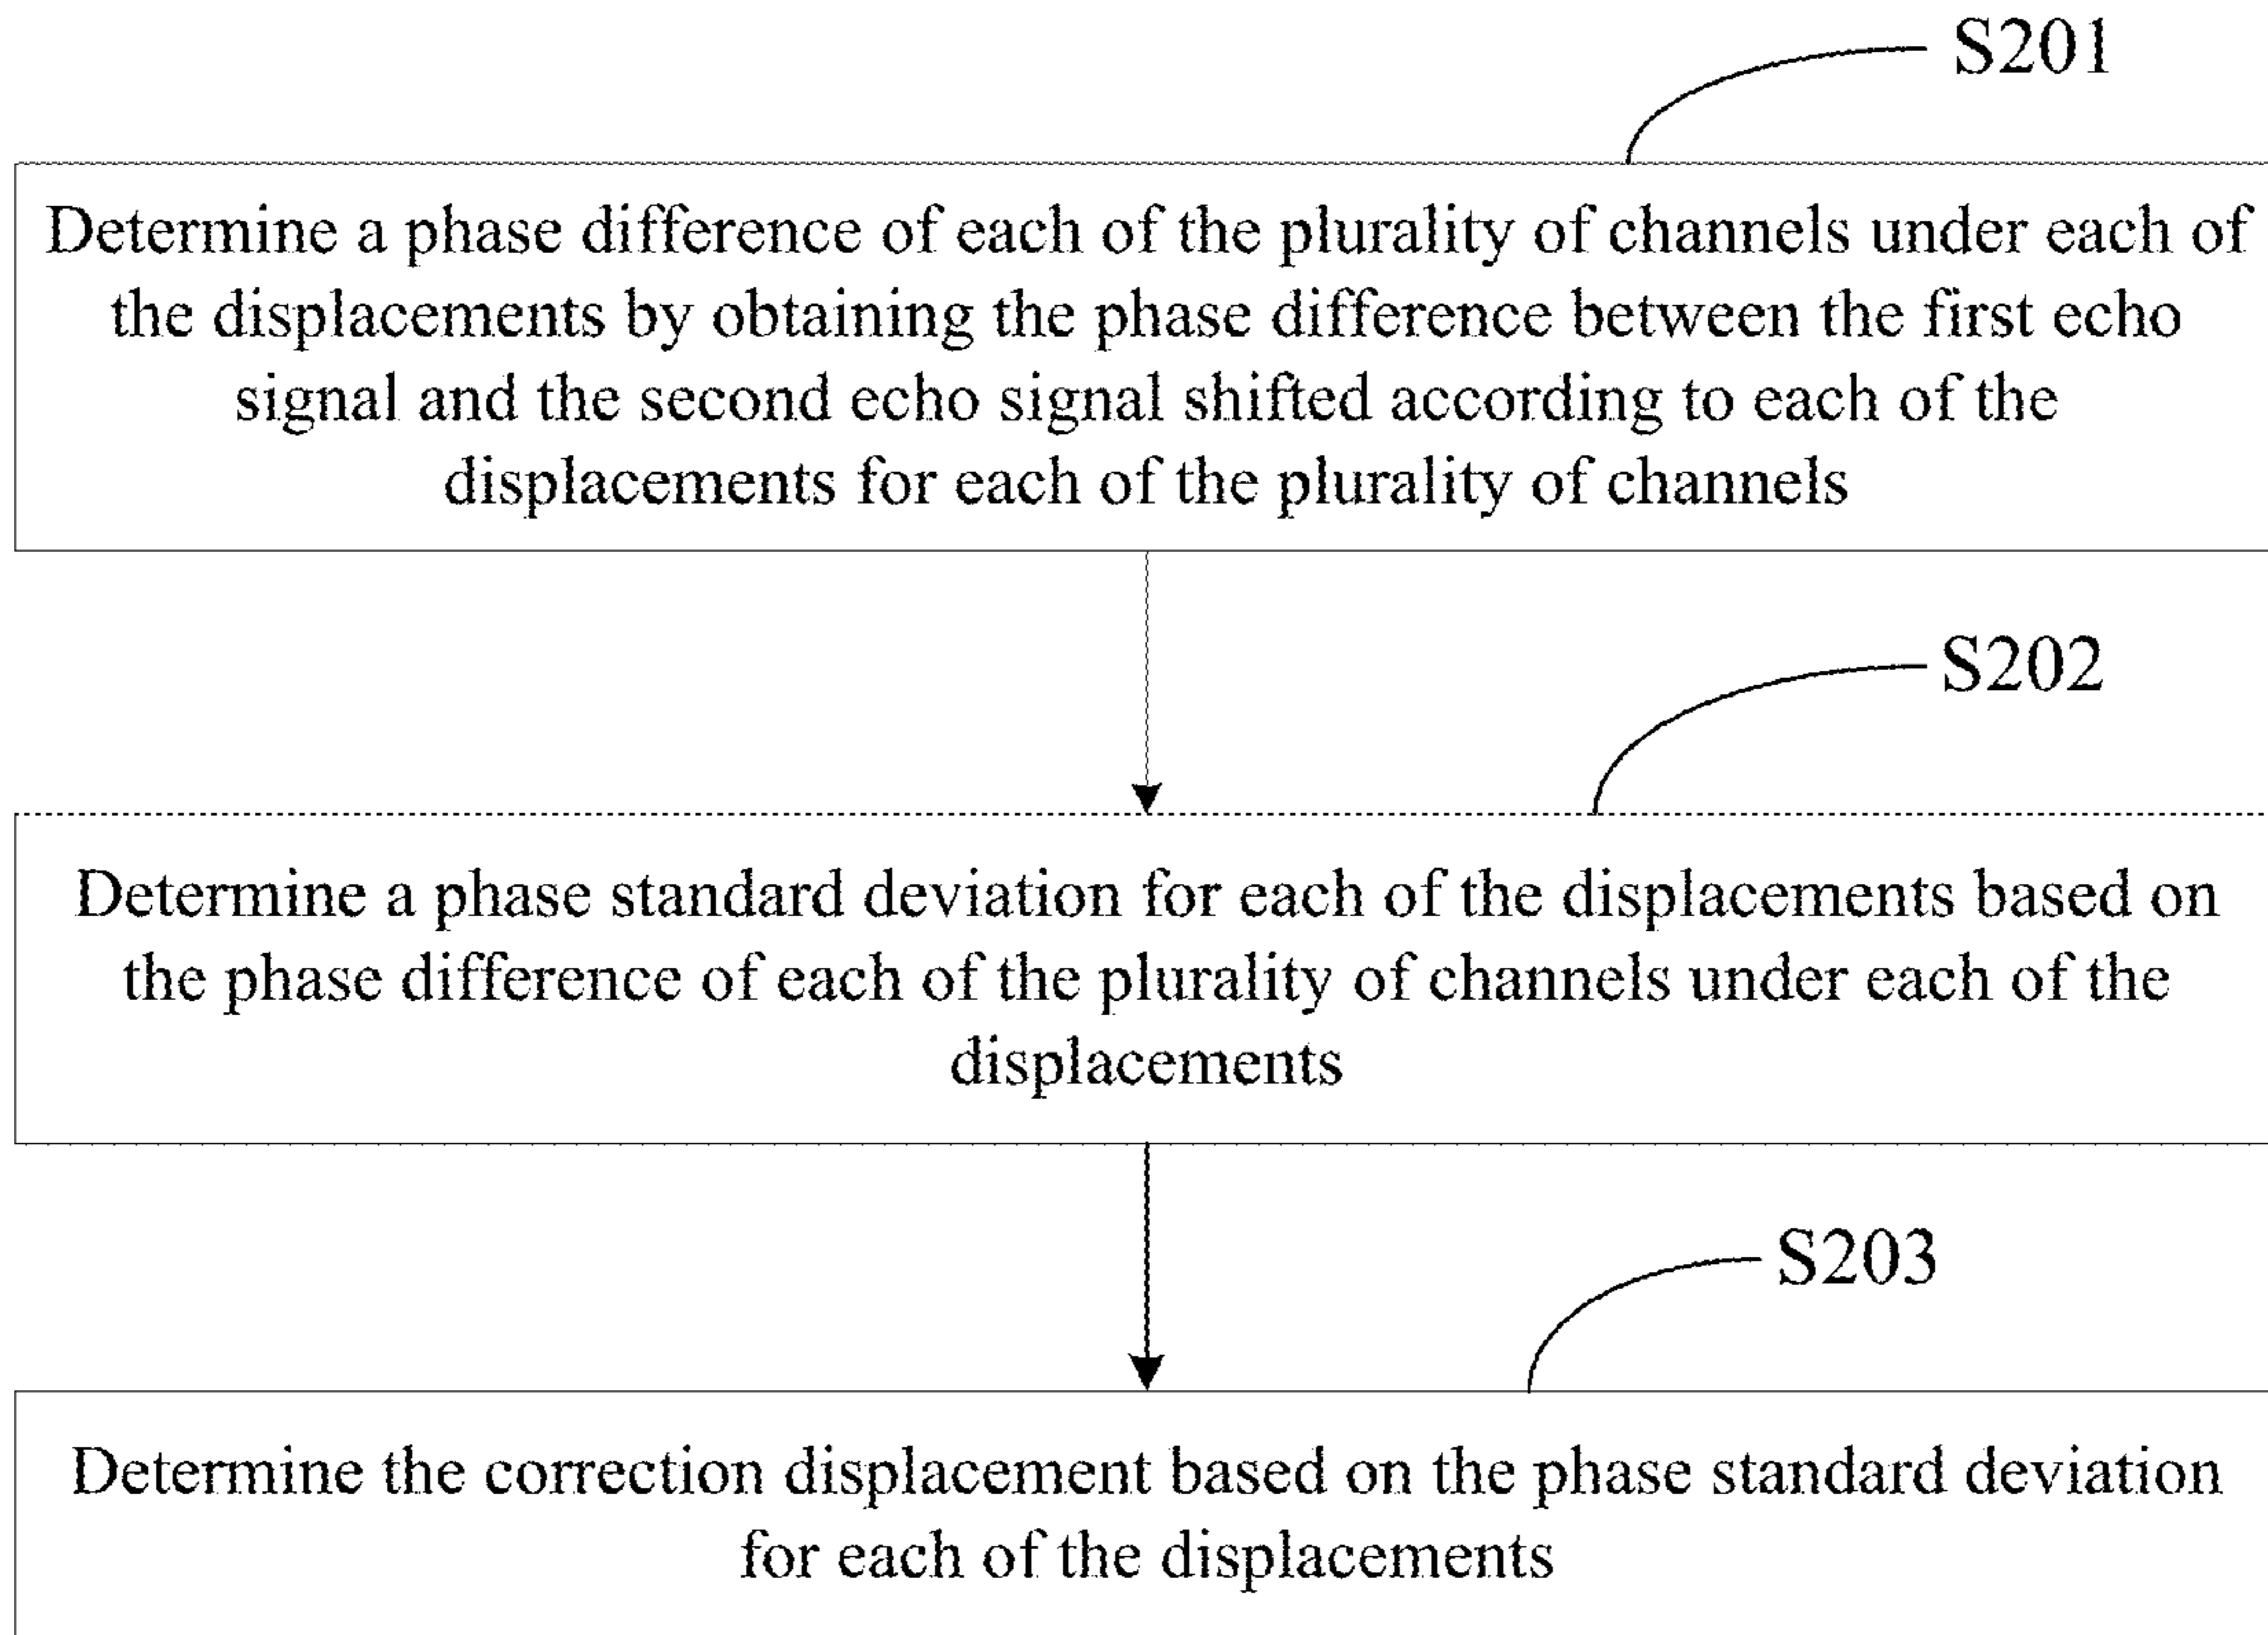 S201
Determine a phase difference of each of the plurality of channels under each of
the displacements by obtaining the phase difference between the first echo
signal and the second echo signal shifted according to each of the
displacements for each of the plurality of channels
S202
Determine a phase standard deviation for each of the displacements based on
the phase difference of each of the plurality of channels under each of the
displacements
S203
Determine the correction displacement based on the phase standard deviation
for each of the displacements